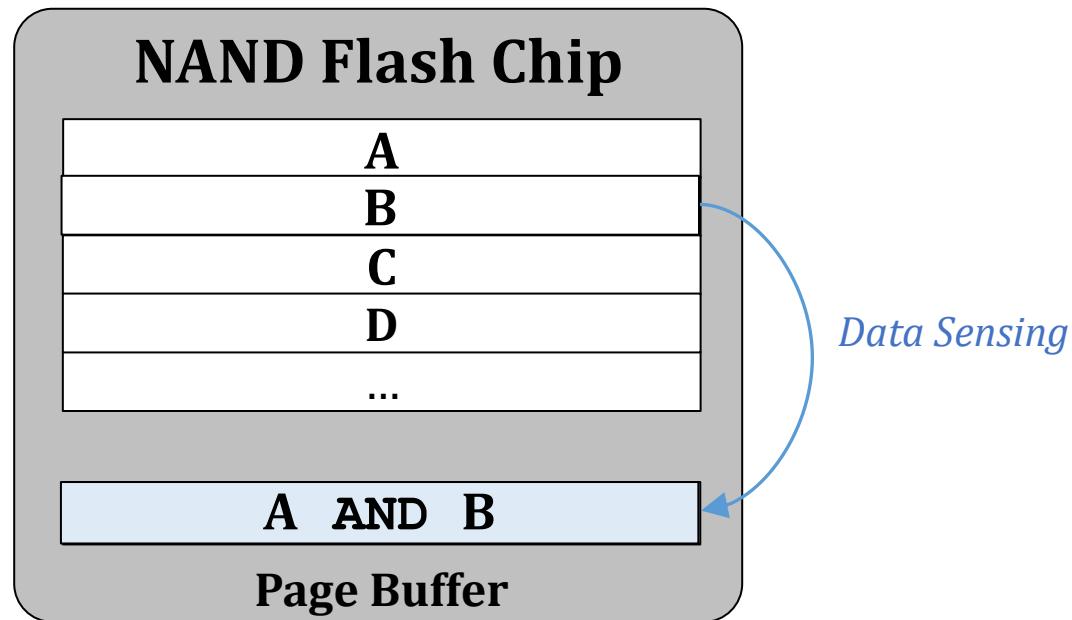 NAND Flash Chip
A
B
C
D
...
Data Sensing
A AND B
Page Buffer